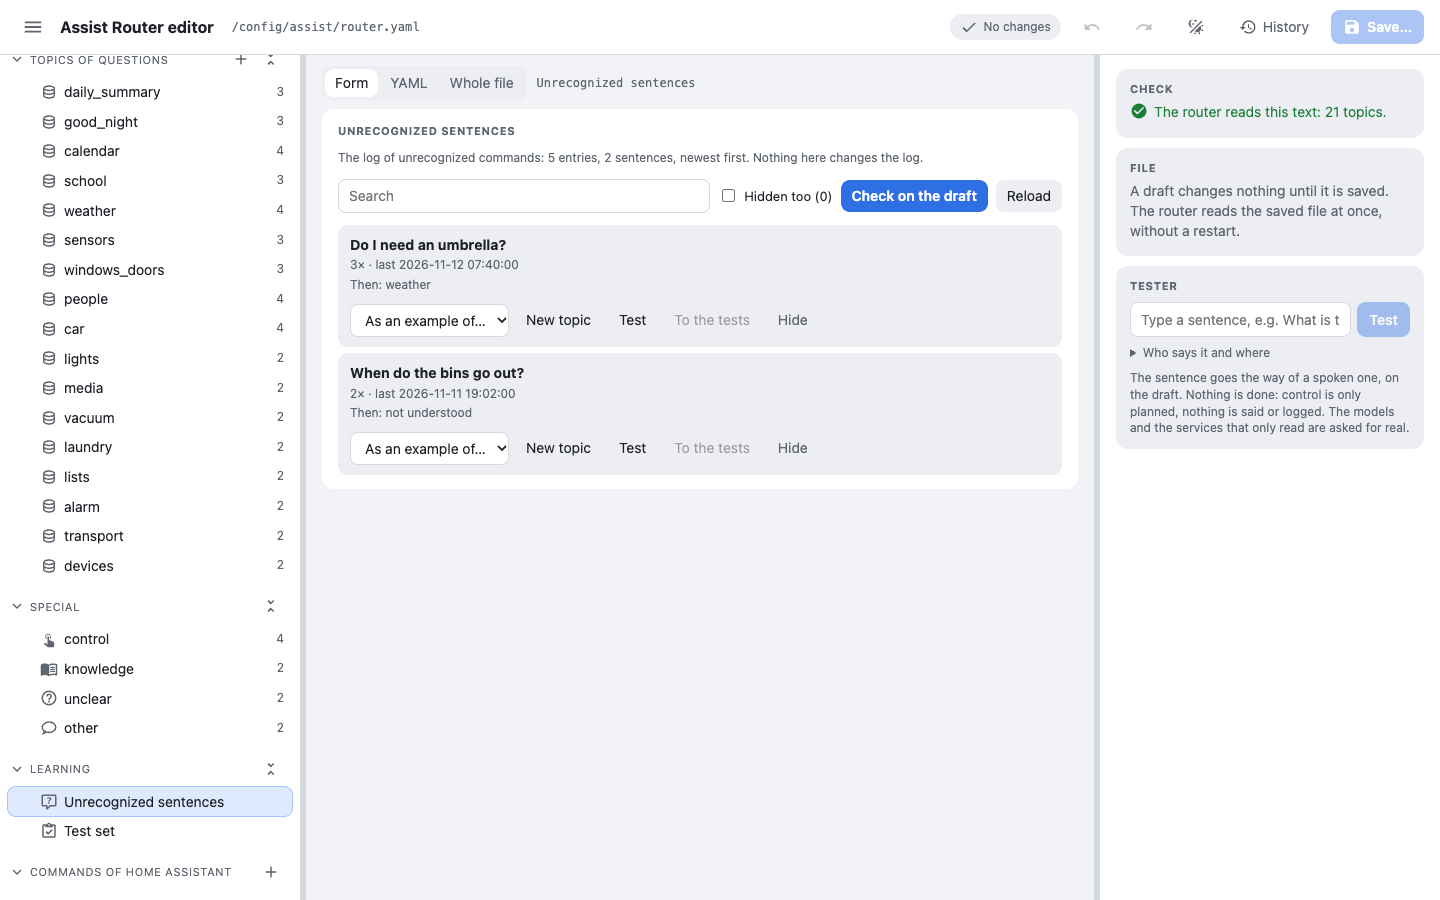 Assist Router editor
/config/assist/router.yaml
No changes
History
Save...
TOPICS OF QUESTIONS
daily_summary 3
good_night 3
calendar 4
school 3
weather 4
sensors 3
windows_doors 3
people 4
car 4
lights 2
media 2
vacuum 2
laundry 2
lists 2
alarm 2
transport 2
devices 2
SPECIAL
control 4
knowledge 2
unclear 2
other 2
LEARNING
Unrecognized sentences
Test set
COMMANDS OF HOME ASSISTANT
Form YAML Whole file Unrecognized sentences
UNRECOGNIZED SENTENCES
The log of unrecognized commands: 5 entries, 2 sentences, newest first. Nothing here changes the log.
Search
Hidden too (0)
Check on the draft
Reload
Do I need an umbrella?
3× · last 2026-11-12 07:40:00
Then: weather
As an example of... New topic Test To the tests Hide
When do the bins go out?
2× · last 2026-11-11 19:02:00
Then: not understood
As an example of... New topic Test To the tests Hide
CHECK
The router reads this text: 21 topics.
FILE
A draft changes nothing until it is saved.
The router reads the saved file at once,
without a restart.
TESTER
Type a sentence, e.g. What is t
Test
Who says it and where
The sentence goes the way of a spoken one, on
the draft. Nothing is done: control is only
planned, nothing is said or logged. The models
and the services that only read are asked for real.